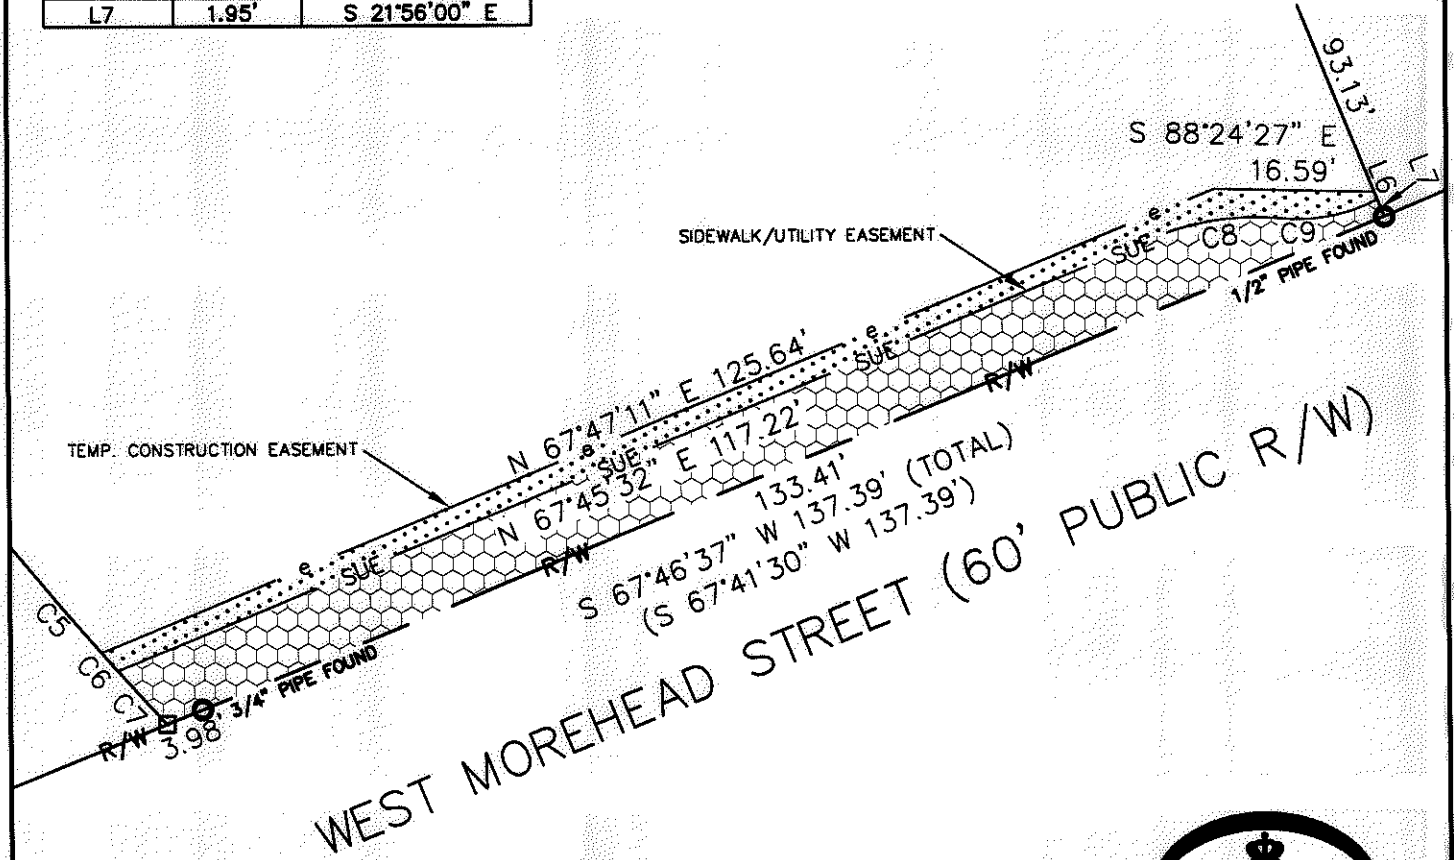 L7 1.95' S 21°56'00" E
93.13'
S 88°24'27" E
16.59'
L6
L7
SIDEWALK/UTILITY EASEMENT
e
SUE
C8
C9
1/2" PIPE FOUND
e
SUE
R/W
N 67°47'11" E 125.64'
TEMP. CONSTRUCTION EASEMENT
e
SUE
N 67°45'32" E 117.22'
133.41'
S 67°46'37" W 137.39' (TOTAL)
(S 67°41'30" W 137.39')
R/W
e
SUE
C5
C6
C7
3/4" PIPE FOUND
R/W
3.98'
WEST MOREHEAD STREET (60' PUBLIC R/W)